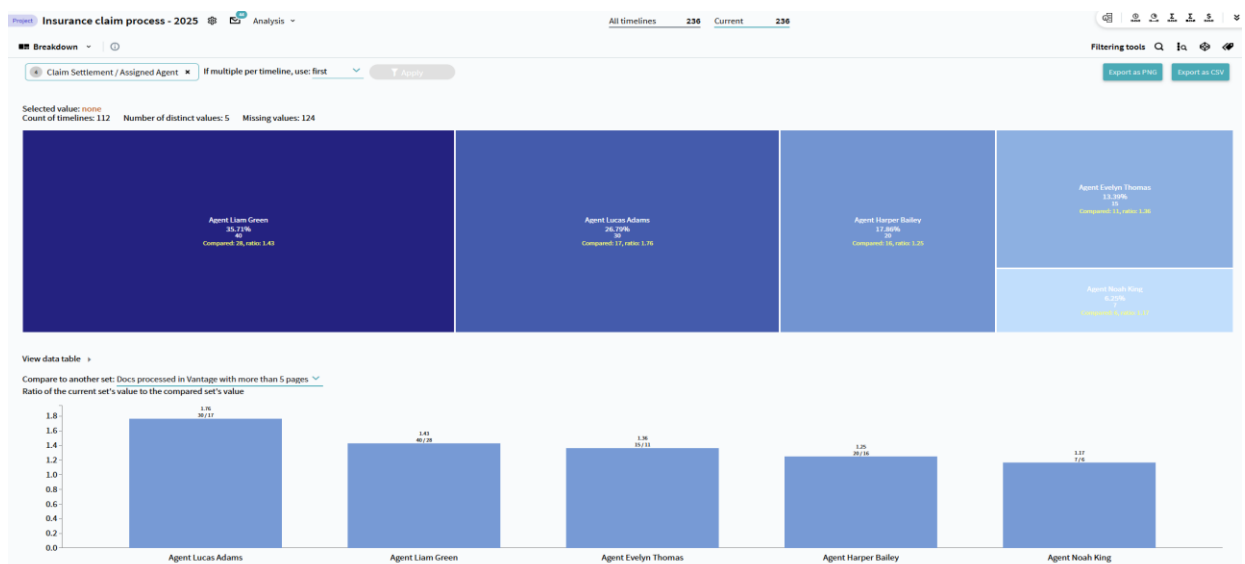 Project Insurance claim process - 2025 Analysis All timelines 236 Current 236
Breakdown Filtering tools
Claim Settlement / Assigned Agent × If multiple per timeline, use: first Apply Export as PNG Export as CSV
Selected value: none
Count of timelines: 112 Number of distinct values: 5 Missing values: 124
Agent Liam Green
35.71%
40
Compared: 28, ratio: 1.43
Agent Lucas Adams
26.79%
30
Compared: 17, ratio: 1.76
Agent Harper Bailey
17.86%
20
Compared: 16, ratio: 1.25
Agent Evelyn Thomas
13.39%
15
Compared: 11, ratio: 1.36
Agent Noah King
6.25%
7
Compared: 6, ratio: 1.17
View data table
Compare to another set: Docs processed in Vantage with more than 5 pages
Ratio of the current set's value to the compared set's value
1.8
1.6
1.4
1.2
1.0
0.8
0.6
0.4
0.2
0.0
1.76
30 / 17
1.43
40 / 28
1.36
15 / 11
1.25
20 / 16
1.17
7 / 6
Agent Lucas Adams Agent Liam Green Agent Evelyn Thomas Agent Harper Bailey Agent Noah King